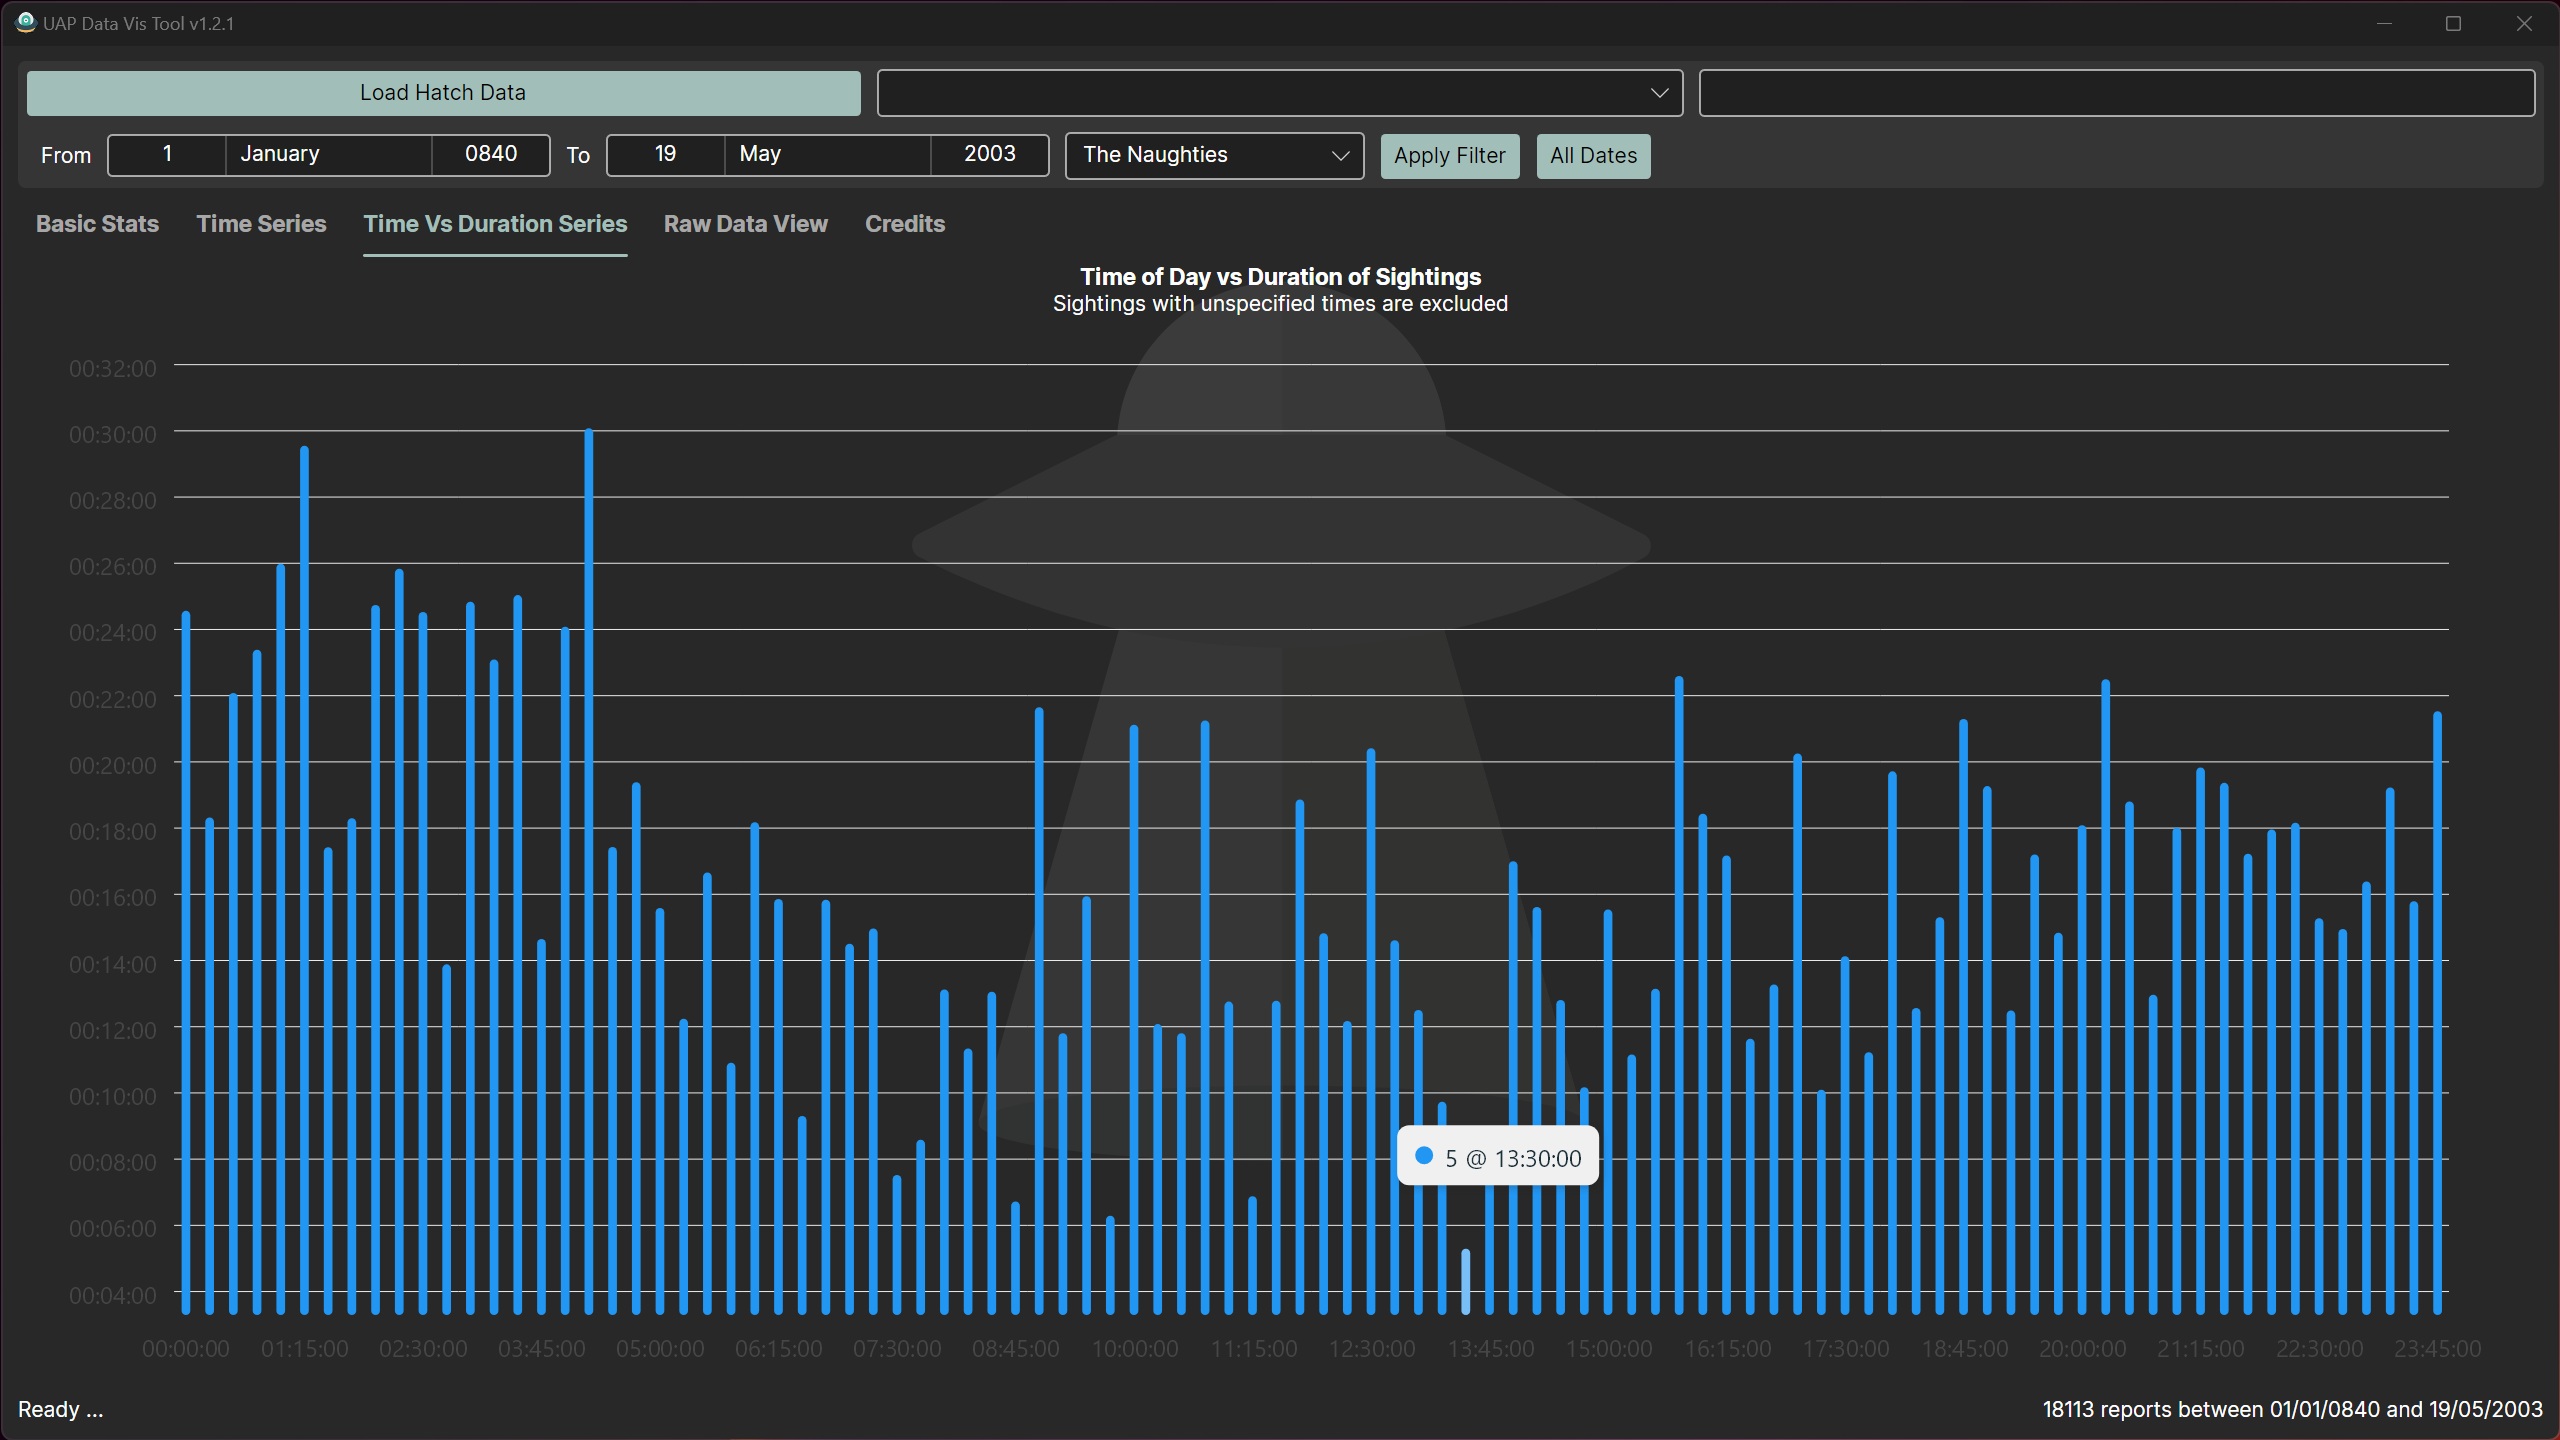 UAP Data Vis Tool v1.2.1
Load Hatch Data
From 1 January 0840 To 19 May 2003 The Naughties Apply Filter All Dates
Basic Stats Time Series Time Vs Duration Series Raw Data View Credits
Time of Day vs Duration of Sightings
Sightings with unspecified times are excluded
00:32:00
00:30:00
00:28:00
00:26:00
00:24:00
00:22:00
00:20:00
00:18:00
00:16:00
00:14:00
00:12:00
00:10:00
00:08:00
00:06:00
00:04:00
5 @ 13:30:00
00:00:00 01:15:00 02:30:00 03:45:00 05:00:00 06:15:00 07:30:00 08:45:00 10:00:00 11:15:00 12:30:00 13:45:00 15:00:00 16:15:00 17:30:00 18:45:00 20:00:00 21:15:00 22:30:00 23:45:00
Ready ... 18113 reports between 01/01/0840 and 19/05/2003